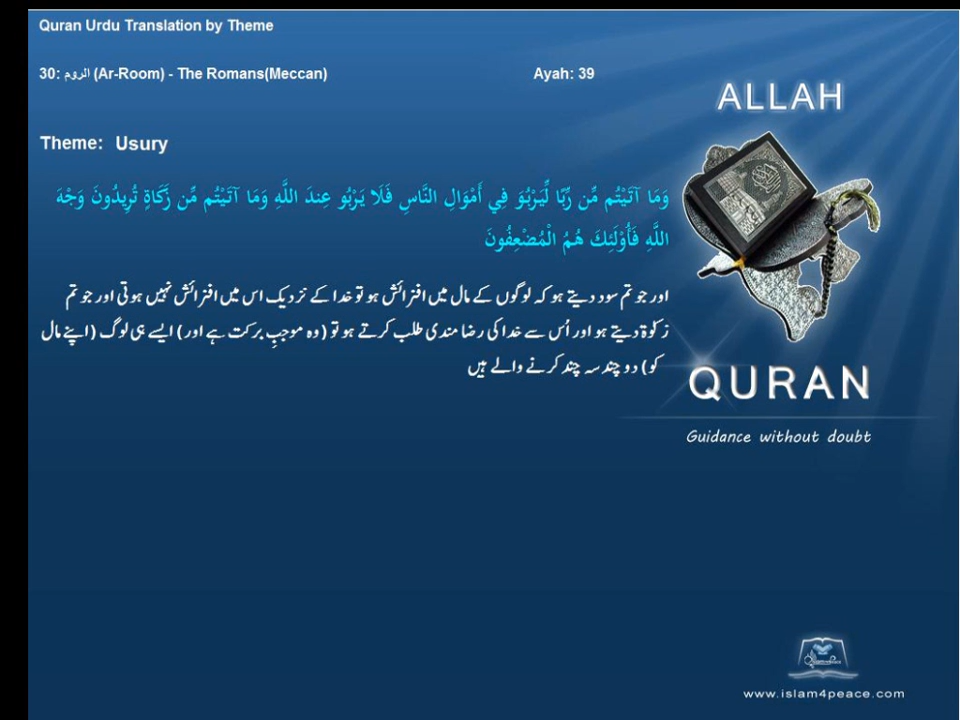 Quran Urdu Translation by Theme
30: الروم (Ar-Room) - The Romans(Meccan) Ayah: 39
ALLAH
Theme: Usury
وَمَا آتَيْتُم مِّن رِّبًا لِّيَرْبُوَ فِي أَمْوَالِ النَّاسِ فَلَا يَرْبُو عِندَ اللَّهِ وَمَا آتَيْتُم مِّن زَكَاةٍ تُرِيدُونَ وَجْهَ
اللَّهِ فَأُوْلَئِكَ هُمُ الْمُضْعِفُونَ
اور جو تم سود دیتے ہو کہ لوگوں کے مال میں افزائش ہو تو خدا کے نزدیک اس میں افزائش نہیں ہوتی اور جو تم
زکوٰة دیتے ہو اور اُس سے خدا کی رضا مندی طلب کرتے ہو تو (وہ موجبِ برکت ہے اور) ایسے ہی لوگ (اپنے مال
کو) دو چند سہ چند کرنے والے ہیں
QURAN
Guidance without doubt
www.islam4peace.com